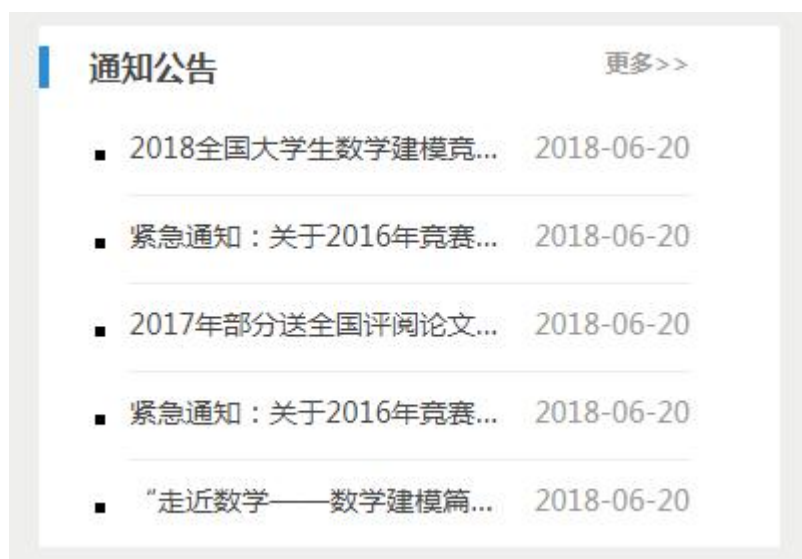 通知公告 更多>>
2018全国大学生数学建模竞... 2018-06-20
紧急通知：关于2016年竞赛... 2018-06-20
2017年部分送全国评阅论文... 2018-06-20
紧急通知：关于2016年竞赛... 2018-06-20
“走近数学——数学建模篇... 2018-06-20